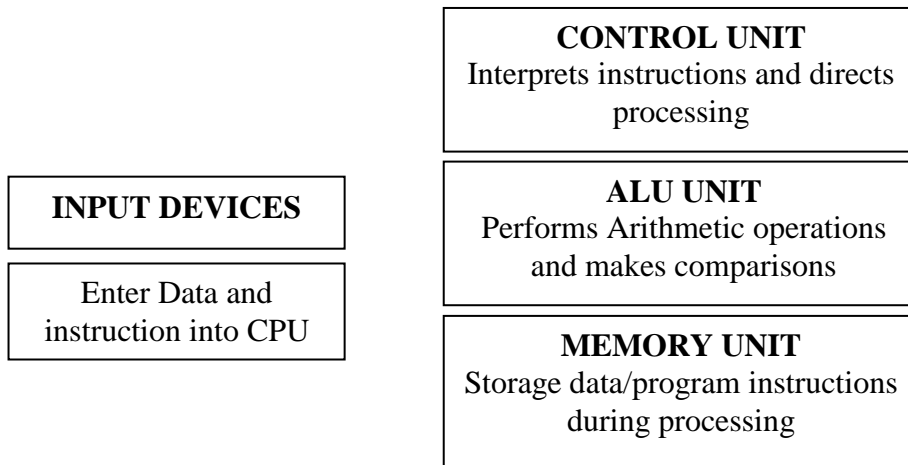 CONTROL UNIT
Interprets instructions and directs
processing
INPUT DEVICES
Enter Data and
instruction into CPU
ALU UNIT
Performs Arithmetic operations
and makes comparisons
MEMORY UNIT
Storage data/program instructions
during processing